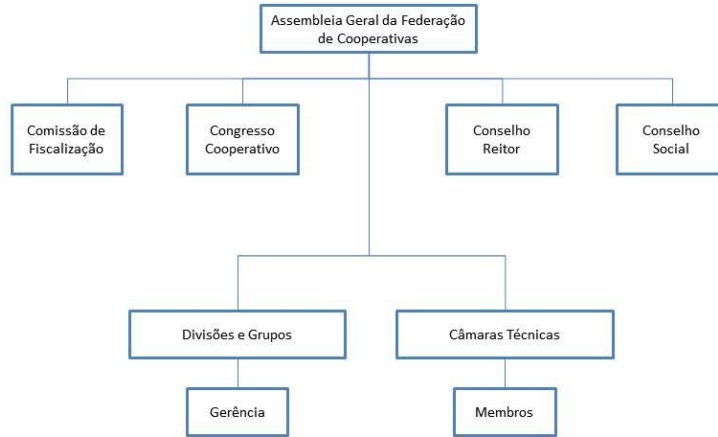 Assembleia Geral da Federação
de Cooperativas
Comissão de
Fiscalização
Congresso
Cooperativo
Conselho
Reitor
Conselho
Social
Divisões e Grupos
Câmaras Técnicas
Gerência
Membros